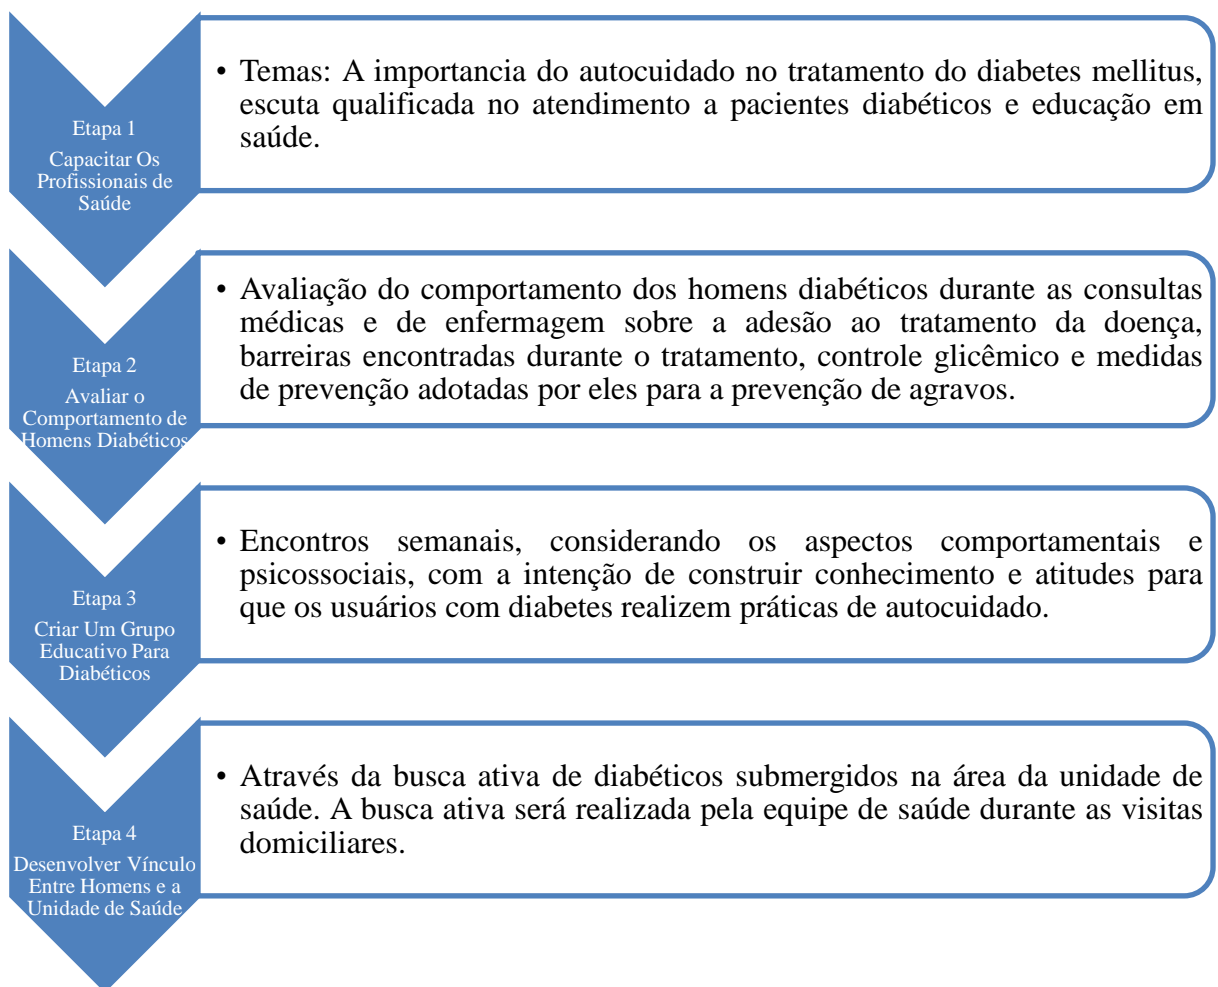 Etapa 1
Capacitar Os
Profissionais de
Saúde
• Temas: A importancia do autocuidado no tratamento do diabetes mellitus,
escuta qualificada no atendimento a pacientes diabéticos e educação em
saúde.
Etapa 2
Avaliar o
Comportamento de
Homens Diabéticos
• Avaliação do comportamento dos homens diabéticos durante as consultas
médicas e de enfermagem sobre a adesão ao tratamento da doença,
barreiras encontradas durante o tratamento, controle glicêmico e medidas
de prevenção adotadas por eles para a prevenção de agravos.
Etapa 3
Criar Um Grupo
Educativo Para
Diabéticos
• Encontros semanais, considerando os aspectos comportamentais e
psicossociais, com a intenção de construir conhecimento e atitudes para
que os usuários com diabetes realizem práticas de autocuidado.
Etapa 4
Desenvolver Vínculo
Entre Homens e a
Unidade de Saúde
• Através da busca ativa de diabéticos submergidos na área da unidade de
saúde. A busca ativa será realizada pela equipe de saúde durante as visitas
domiciliares.